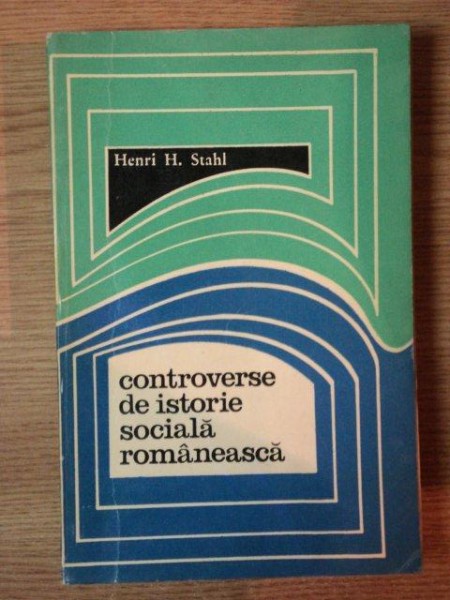 Henri H. Stahl
controverse
de istorie
socială
românească